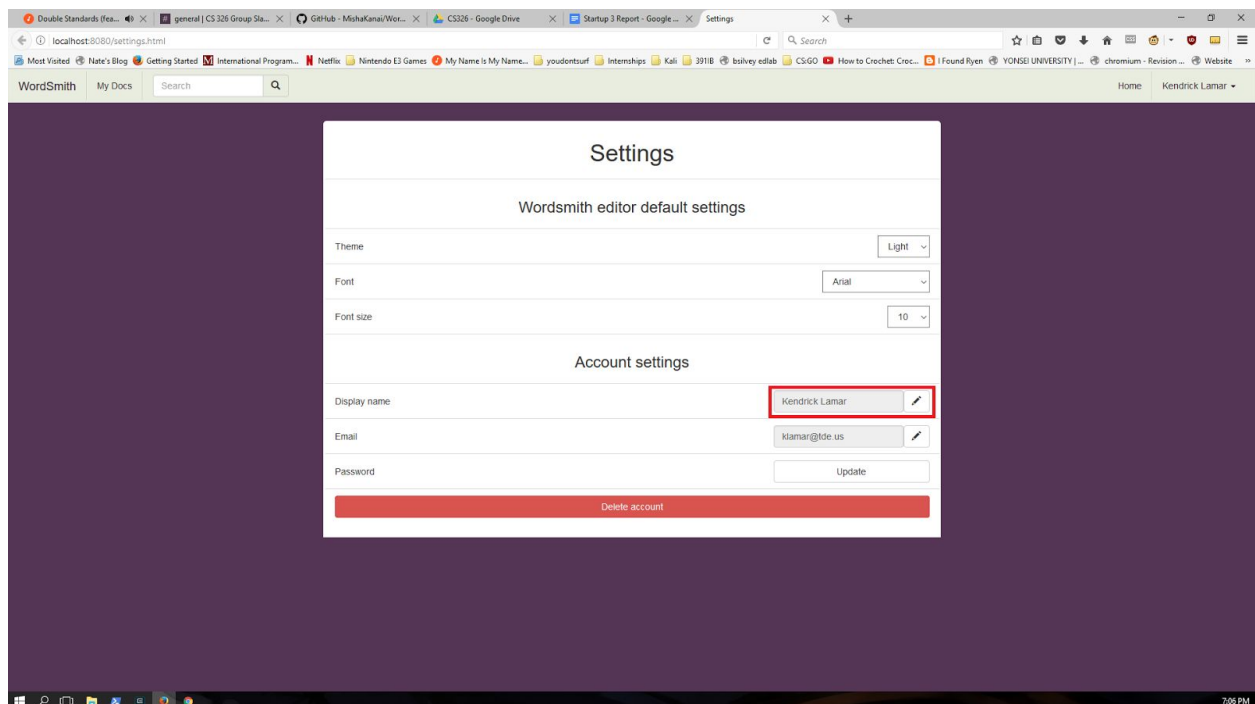 Double Standards (fea...
general | CS 326 Group Sla...
GitHub - MishaKanai/Wor...
CS326 - Google Drive
Startup 3 Report - Google ...
Settings
localhost:8080/settings.html
Search
Most Visited
Nate's Blog
Getting Started
International Program...
Netflix
Nintendo E3 Games
My Name Is My Name...
youdontsurf
Internships
Kali
391IB
bsilvey edlab
CS:GO
How to Crochet: Croc...
I Found Ryen
YONSEI UNIVERSITY | ...
chromium - Revision ...
Website
WordSmith
My Docs
Search
Home
Kendrick Lamar
Settings
Wordsmith editor default settings
Theme
Light
Font
Arial
Font size
10
Account settings
Display name
Kendrick Lamar
Email
klamar@tde.us
Password
Update
Delete account
7:06 PM